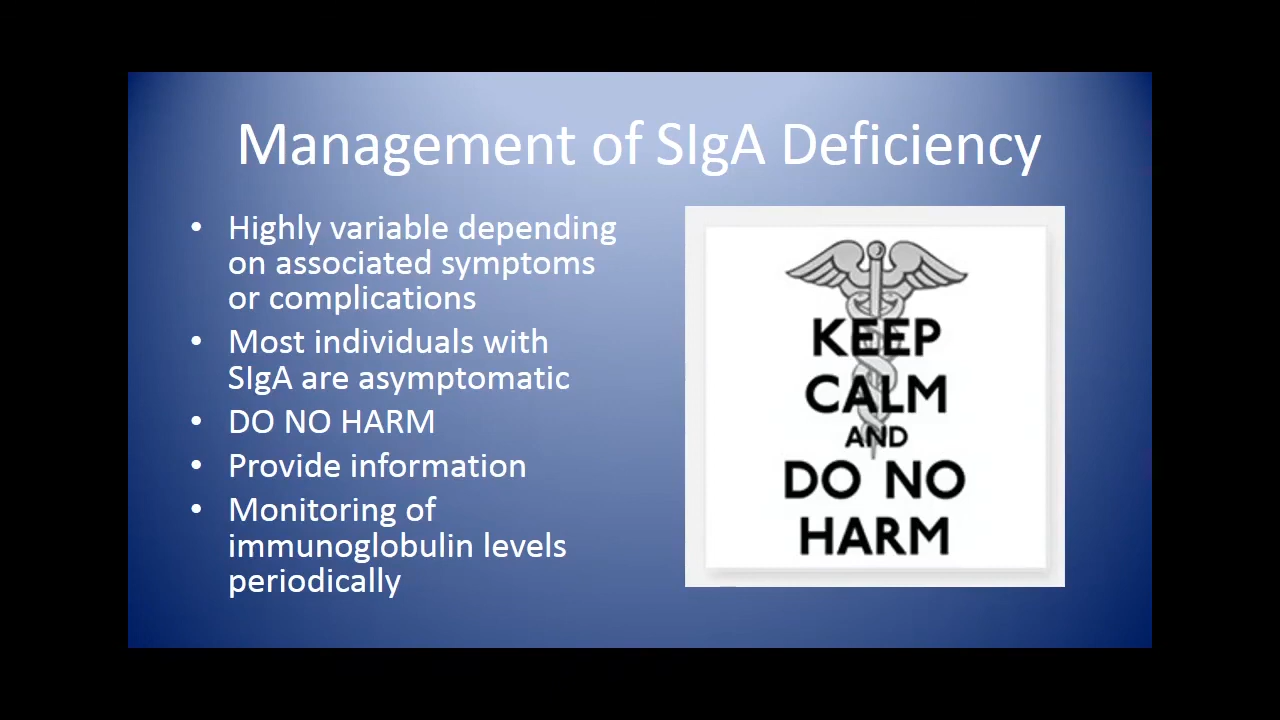 Management of SIgA Deficiency
• Highly variable depending
on associated symptoms
or complications
• Most individuals with
SIgA are asymptomatic
• DO NO HARM
• Provide information
• Monitoring of
immunoglobulin levels
periodically
KEEP
CALM
AND
DO NO
HARM